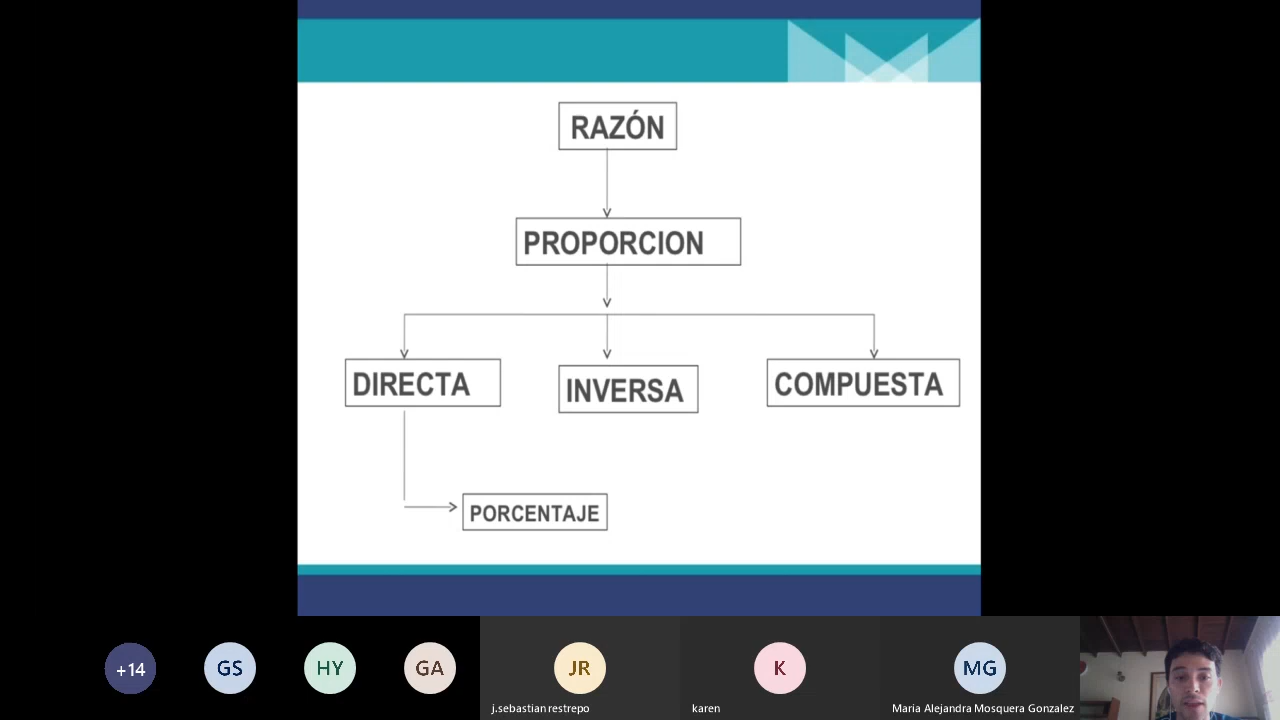 RAZÓN
PROPORCION
DIRECTA
INVERSA
COMPUESTA
PORCENTAJE
+14
GS
HY
GA
JR
K
MG
j.sebastian restrepo
karen
Maria Alejandra Mosquera Gonzalez